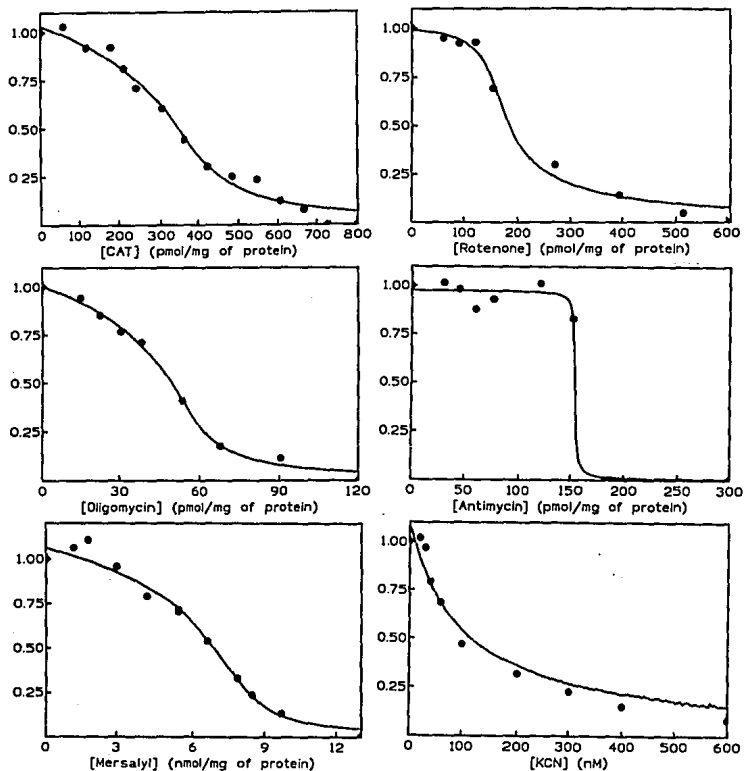 1.00
0.75
0.50
0.25
0 100 200 300 400 500 600 700 800
[CAT] (pmol/mg of protein)
1.00
0.75
0.50
0.25
0 100 200 300 400 500 600
[Rotenone] (pmol/mg of protein)
1.00
0.75
0.50
0.25
0 30 60 90 120
[Oligomycin] (pmol/mg of protein)
1.00
0.75
0.50
0.25
0 50 100 150 200 250 300
[Antimycin] (pmol/mg of protein)
1.00
0.75
0.50
0.25
0 3 6 9 12
[Mersalyl] (nmol/mg of protein)
1.00
0.75
0.50
0.25
0 100 200 300 400 500 600
[KCN] (nM)